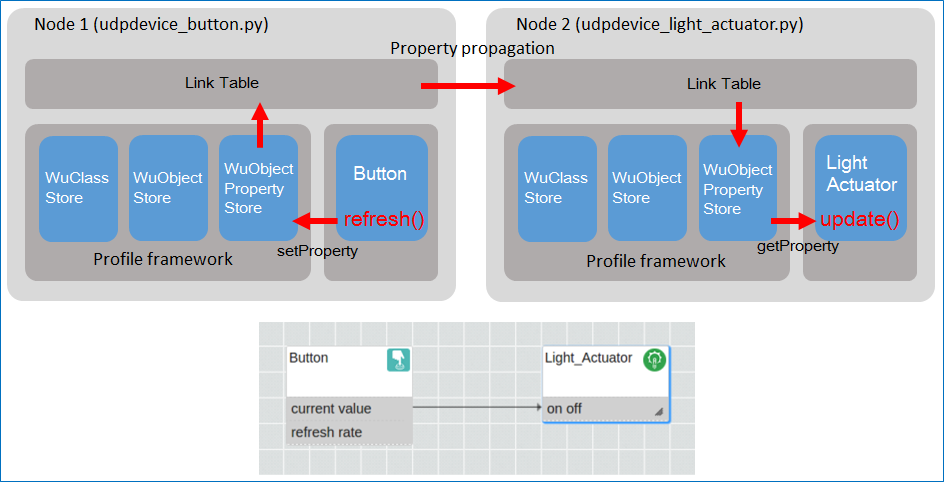 Node 1 (udpdevice_button.py)
Node 2 (udpdevice_light_actuator.py)
Property propagation
Link Table
Link Table
WuClass
Store
WuObject
Store
WuObject
Property
Store
Button
refresh()
setProperty
Profile framework
WuClass
Store
WuObject
Store
WuObject
Property
Store
Light
Actuator
update()
getProperty
Profile framework
Button
current value
refresh rate
Light_Actuator
on off